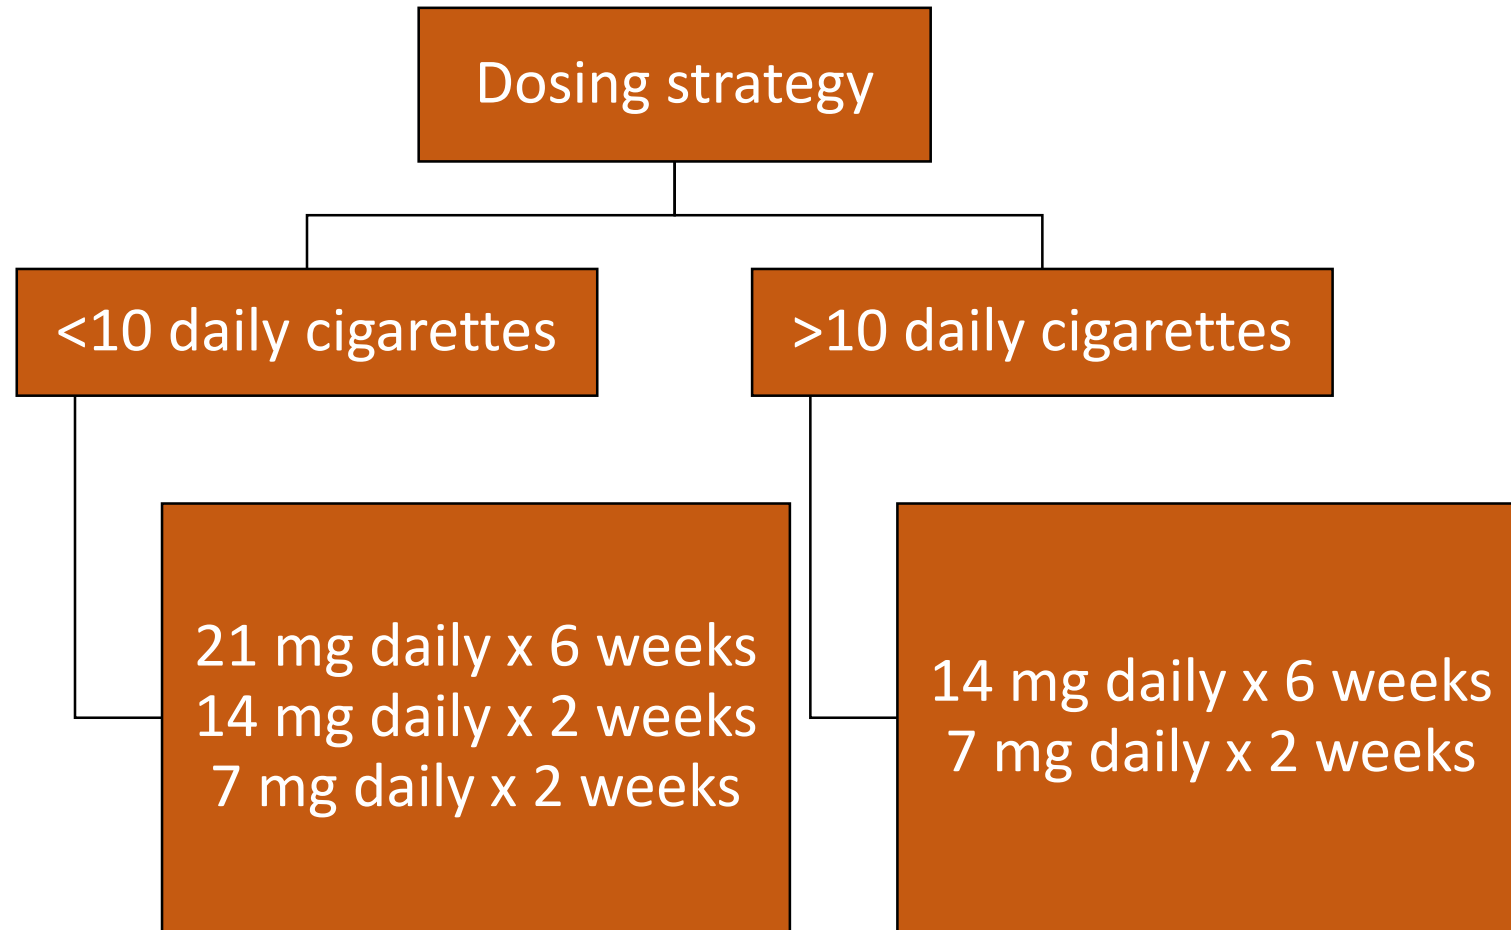 Dosing strategy
<10 daily cigarettes
>10 daily cigarettes
21 mg daily x 6 weeks
14 mg daily x 2 weeks
7 mg daily x 2 weeks
14 mg daily x 6 weeks
7 mg daily x 2 weeks